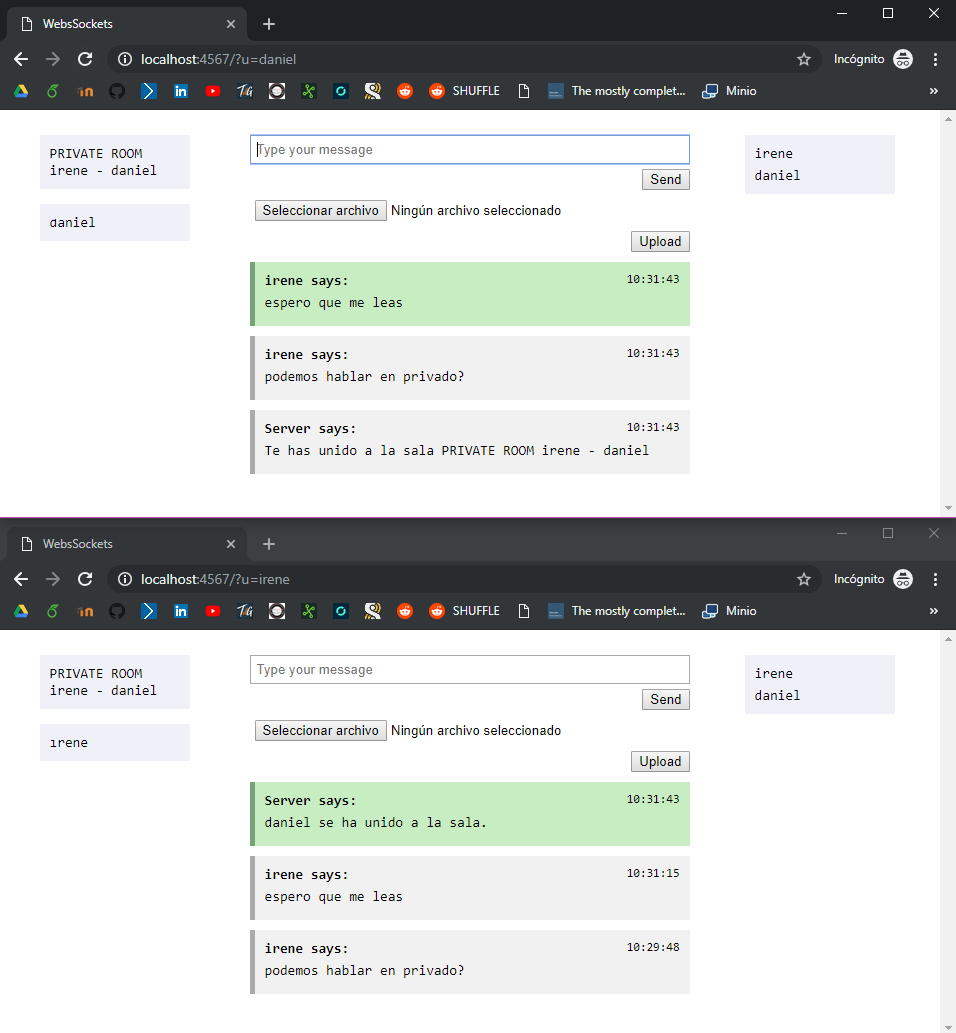 WebsSockets
localhost:4567/?u=daniel
Incógnito
in
in
TIG
SHUFFLE
The mostly complet...
Minio
»
PRIVATE ROOM
irene - daniel
daniel
Type your message
Send
Seleccionar archivo Ningún archivo seleccionado
Upload
irene says: 10:31:43
espero que me leas
irene says: 10:31:43
podemos hablar en privado?
Server says: 10:31:43
Te has unido a la sala PRIVATE ROOM irene - daniel
irene
daniel
WebsSockets
localhost:4567/?u=irene
Incógnito
in
in
TIG
SHUFFLE
The mostly complet...
Minio
»
PRIVATE ROOM
irene - daniel
irene
Type your message
Send
Seleccionar archivo Ningún archivo seleccionado
Upload
Server says: 10:31:43
daniel se ha unido a la sala.
irene says: 10:31:15
espero que me leas
irene says: 10:29:48
podemos hablar en privado?
irene
daniel